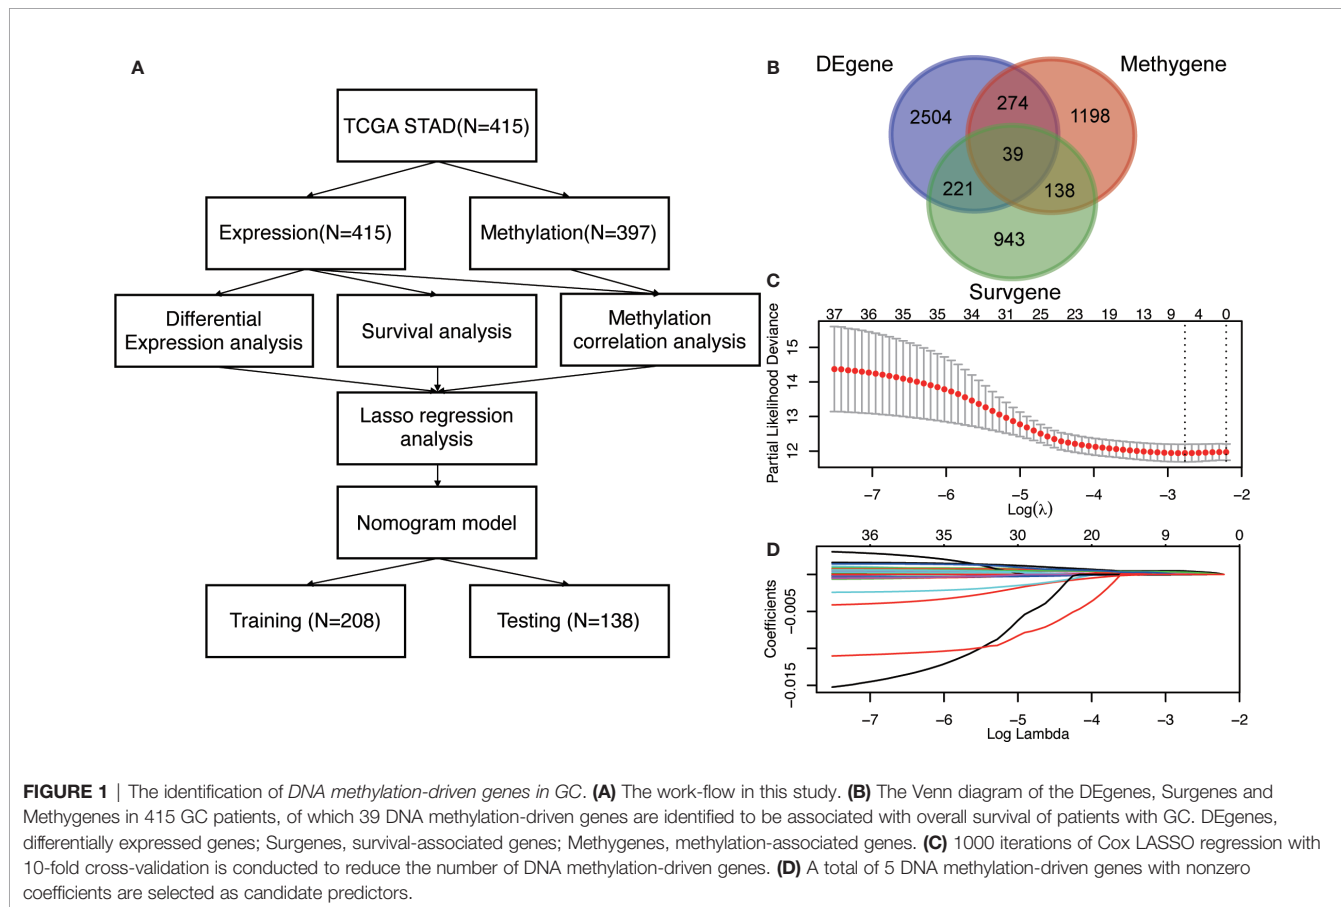 A
TCGA STAD(N=415)
Expression(N=415)
Methylation(N=397)
Differential
Expression analysis
Survival analysis
Methylation
correlation analysis
Lasso regression
analysis
Nomogram model
Training (N=208)
Testing (N=138)
B
DEgene
Methygene
2504
274
1198
39
221
138
943
Survgene
C
37 36 35 35 34 31 25 23 19 13 9 4 0
Partial Likelihood Deviance
15
14
13
12
−7 −6 −5 −4 −3 −2
Log(λ)
D
36 35 30 20 9 0
Coefficients
−0.005
−0.015
−7 −6 −5 −4 −3 −2
Log Lambda
FIGURE 1 | The identification of DNA methylation-driven genes in GC. (A) The work-flow in this study. (B) The Venn diagram of the DEgenes, Surgenes and
Methygenes in 415 GC patients, of which 39 DNA methylation-driven genes are identified to be associated with overall survival of patients with GC. DEgenes,
differentially expressed genes; Surgenes, survival-associated genes; Methygenes, methylation-associated genes. (C) 1000 iterations of Cox LASSO regression with
10-fold cross-validation is conducted to reduce the number of DNA methylation-driven genes. (D) A total of 5 DNA methylation-driven genes with nonzero
coefficients are selected as candidate predictors.